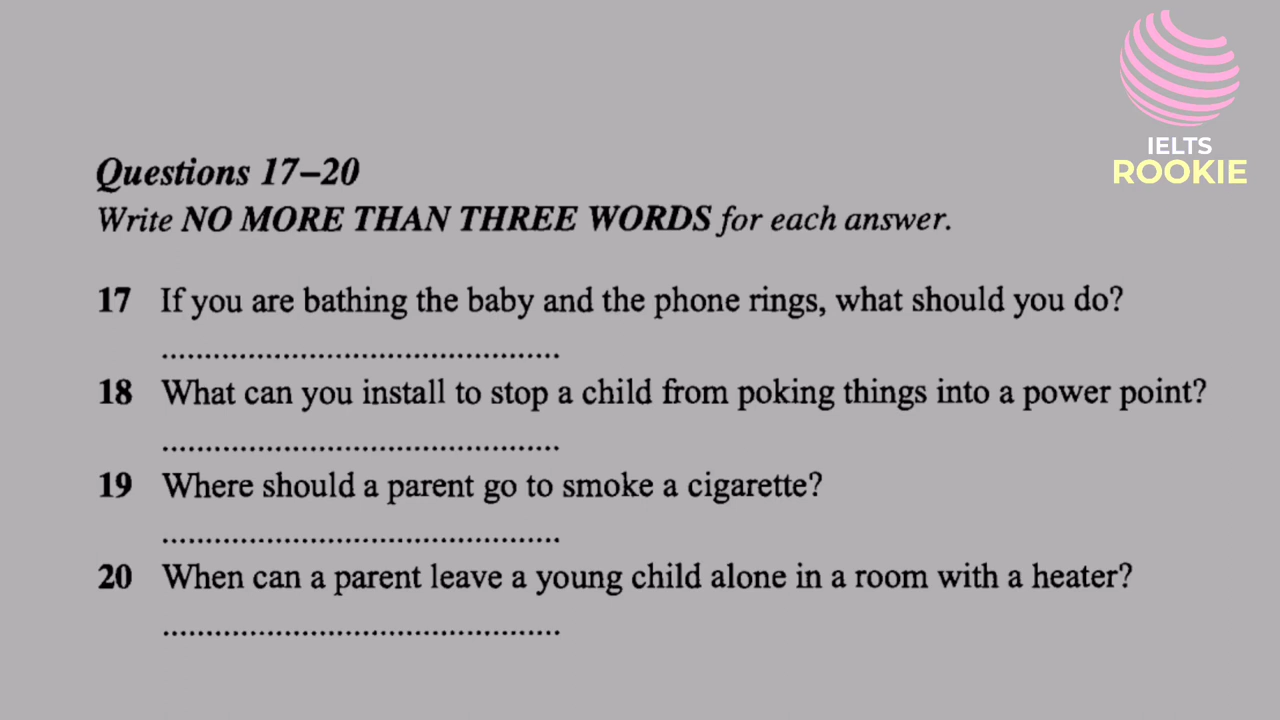 IELTS
ROOKIE
Questions 17–20
Write NO MORE THAN THREE WORDS for each answer.
17 If you are bathing the baby and the phone rings, what should you do?
..............................................
18 What can you install to stop a child from poking things into a power point?
..............................................
19 Where should a parent go to smoke a cigarette?
..............................................
20 When can a parent leave a young child alone in a room with a heater?
..............................................